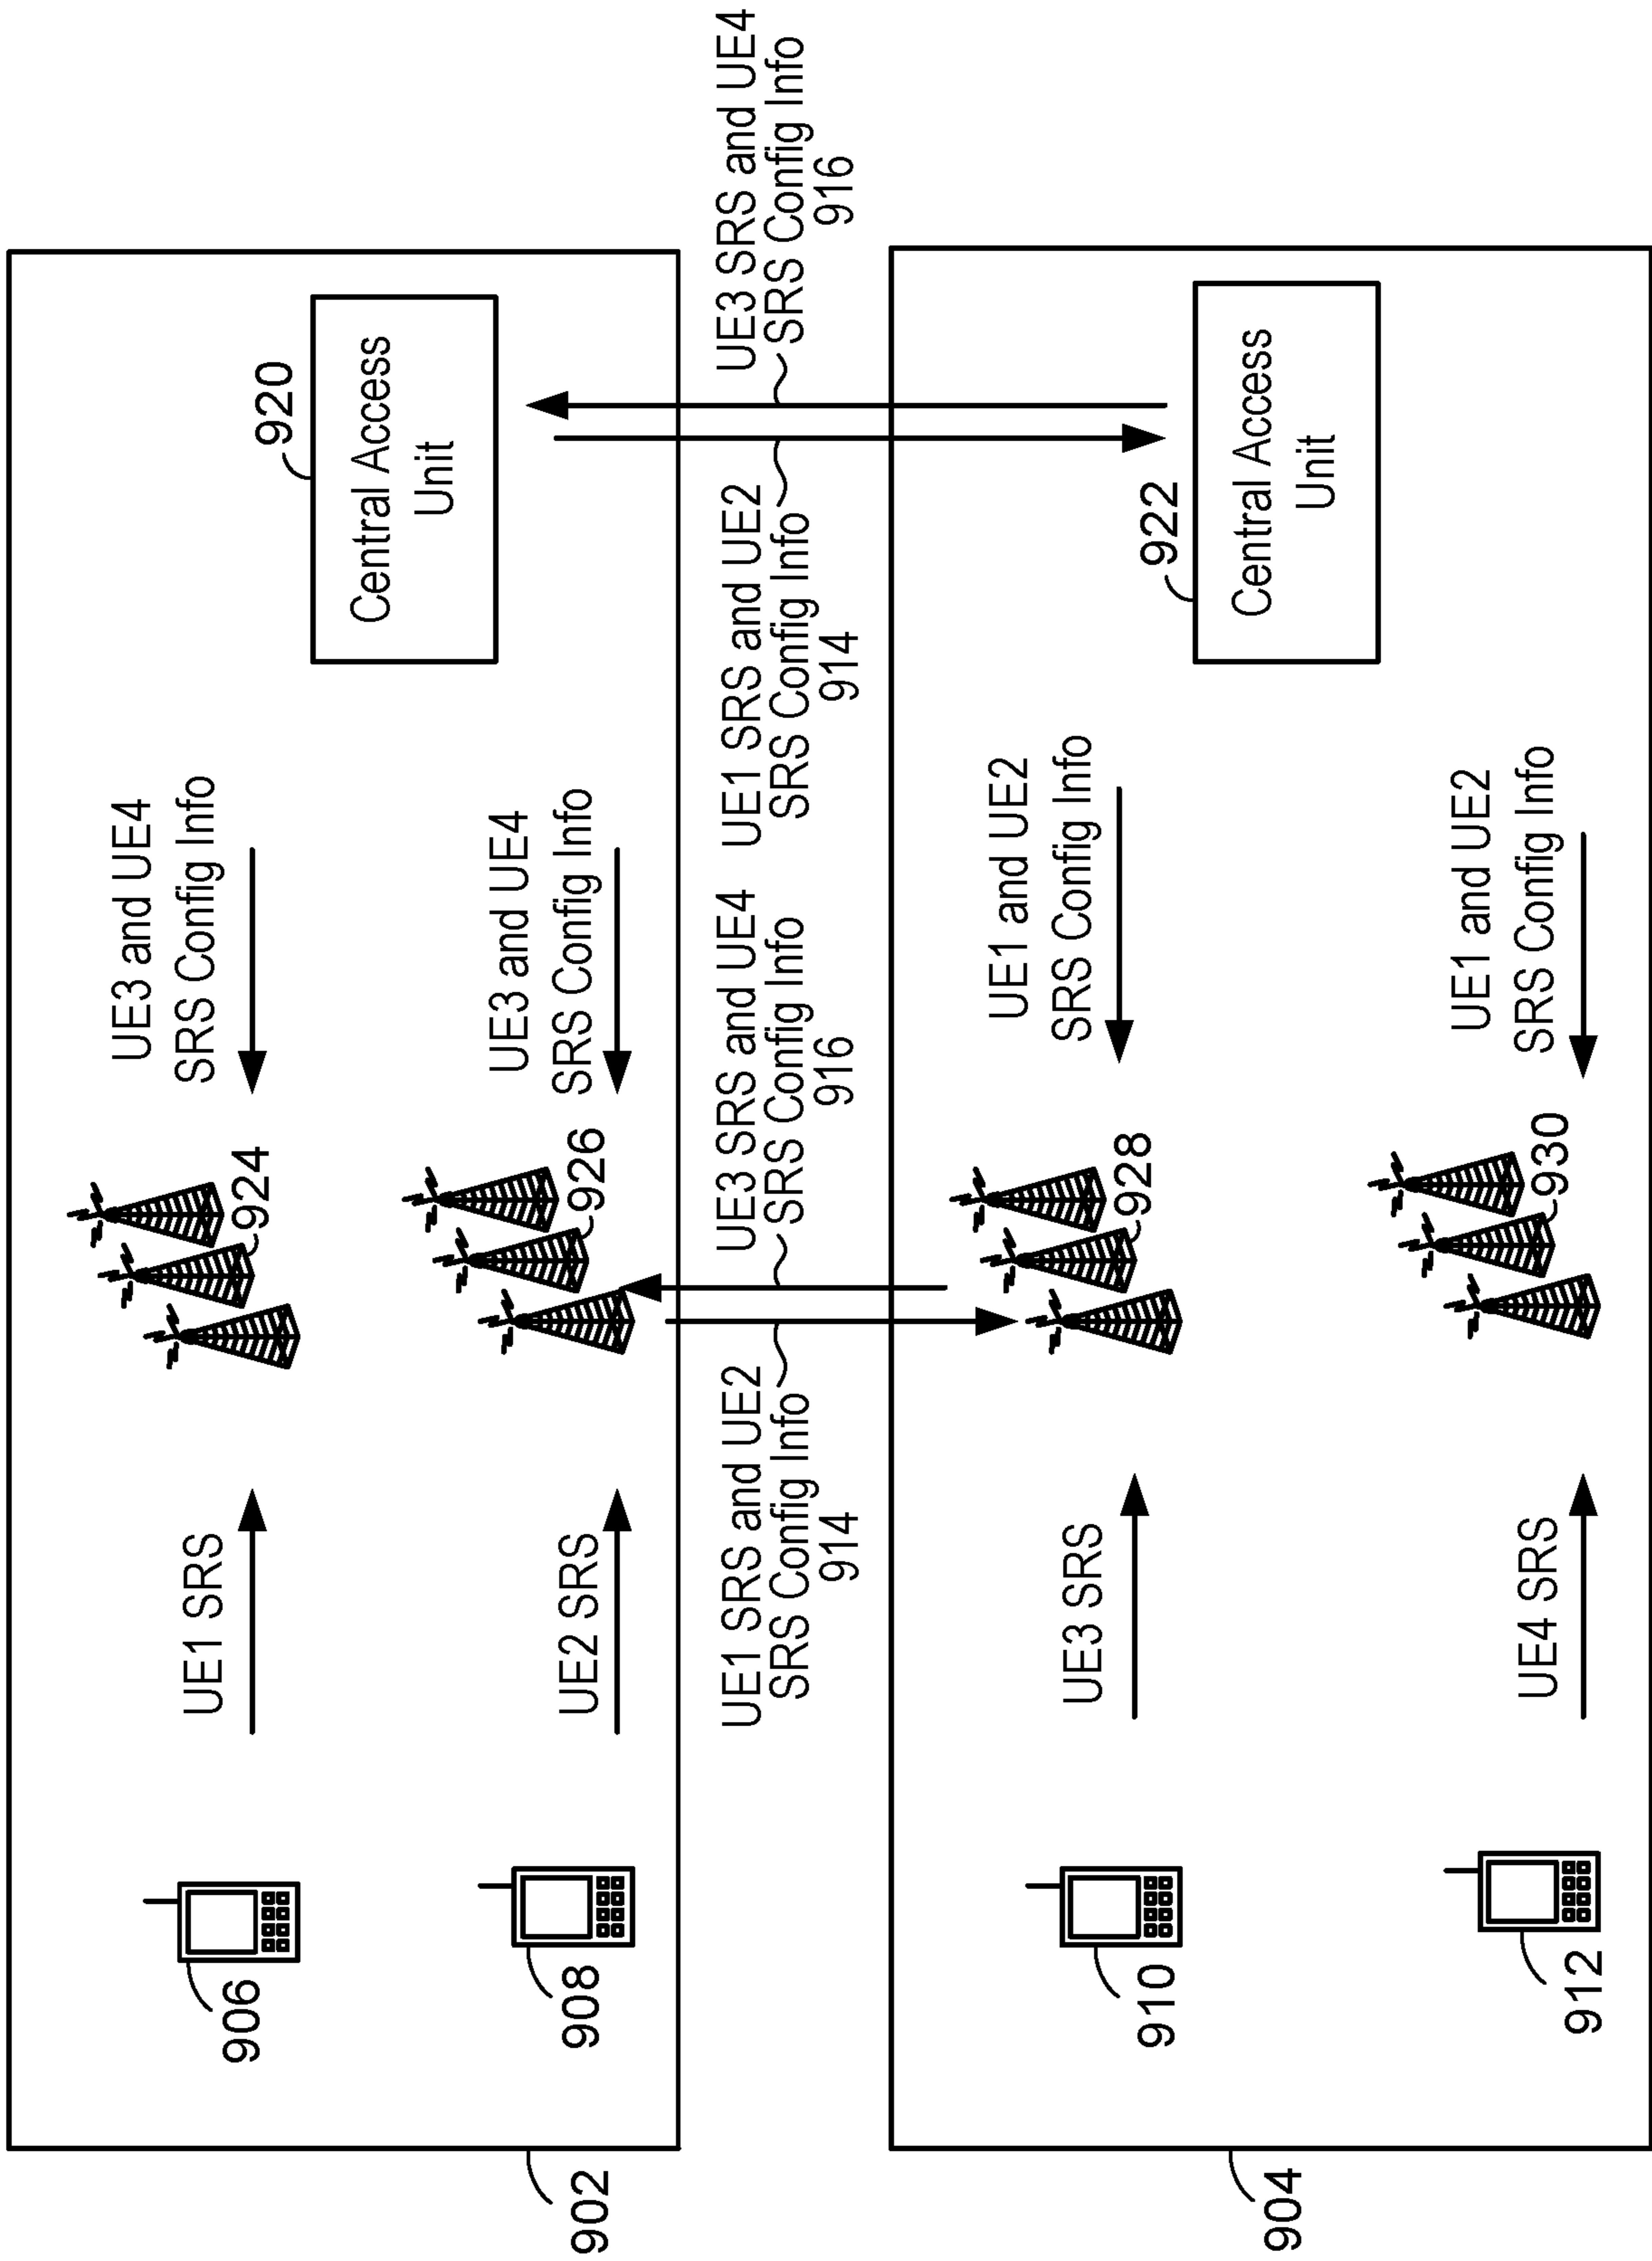 902
906
UE1 SRS
924
UE3 and UE4
SRS Config Info
920
Central Access
Unit
908
UE2 SRS
926
UE3 and UE4
SRS Config Info
UE1 SRS and UE2
SRS Config Info
914
UE3 SRS and UE4
SRS Config Info
916
UE1 SRS and UE2
SRS Config Info
914
UE3 SRS and UE4
SRS Config Info
916
904
910
UE3 SRS
928
UE1 and UE2
SRS Config Info
922
Central Access
Unit
912
UE4 SRS
930
UE1 and UE2
SRS Config Info